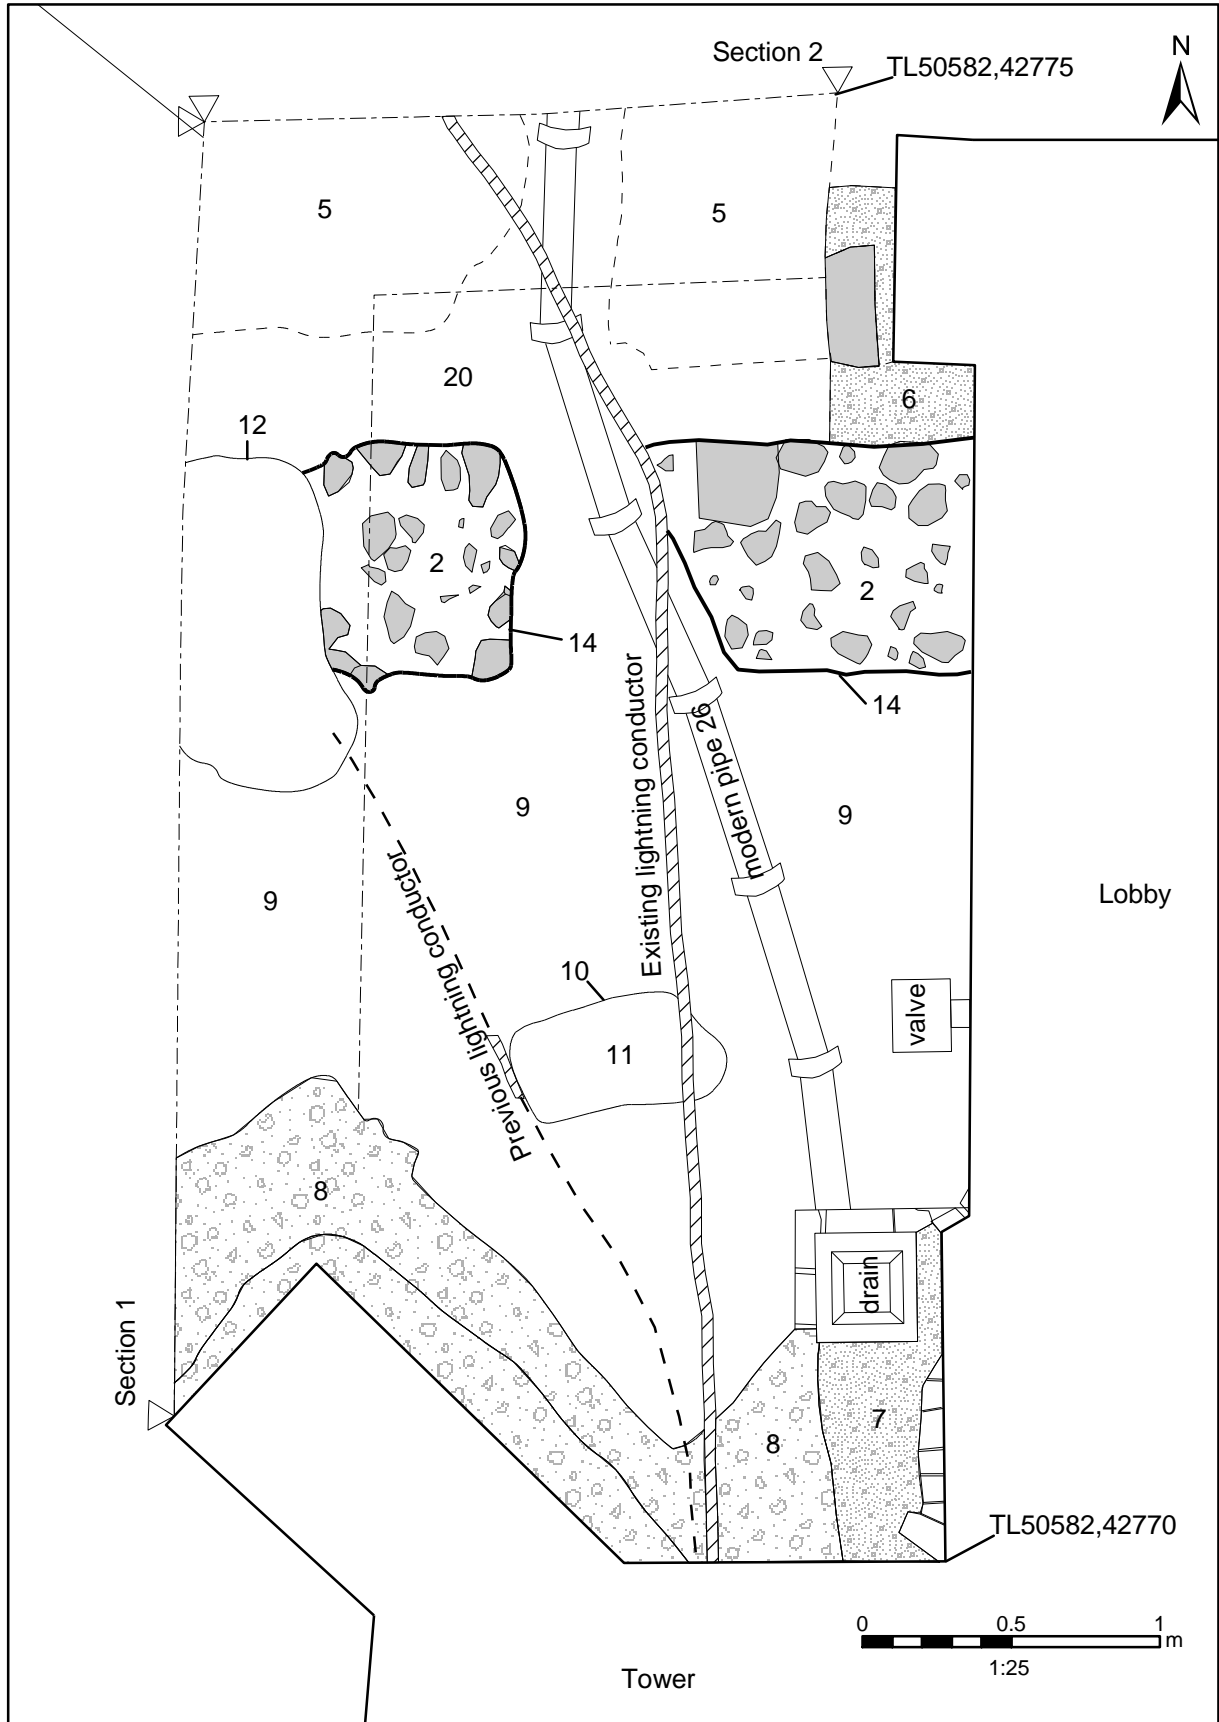 Section 2
TL50582,42775
N
5
5
20
6
12
2
2
14
14
Existing lightning conductor
modern pipe 26
9
9
9
Previous lightning conductor
Lobby
10
11
valve
8
drain
Section 1
7
8
TL50582,42770
0 0.5 1
m
1:25
Tower